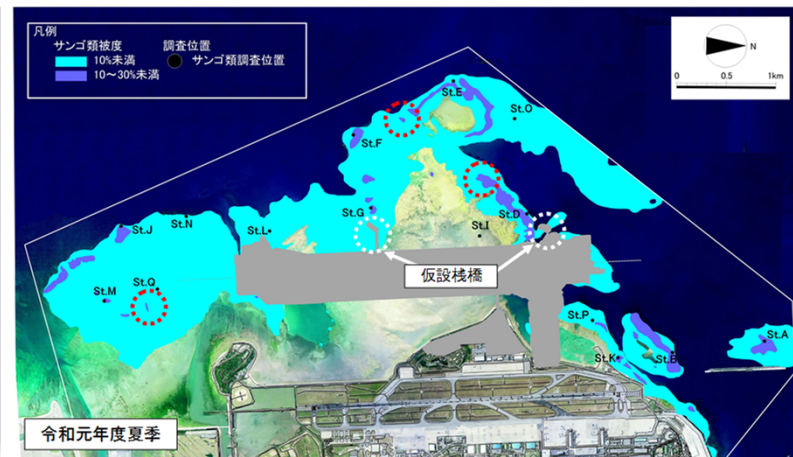 凡例
サンゴ類被度 調査位置
10%未満 サンゴ類調査位置
10～30%未満
N
0 0.5 1km
St.E
St.O
St.F
St.G
St.D
St.J
St.N
St.L
St.I
仮設桟橋
St.M
St.Q
St.P
St.A
St.K
St.B
令和元年度夏季